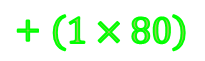 + (1 × 80)